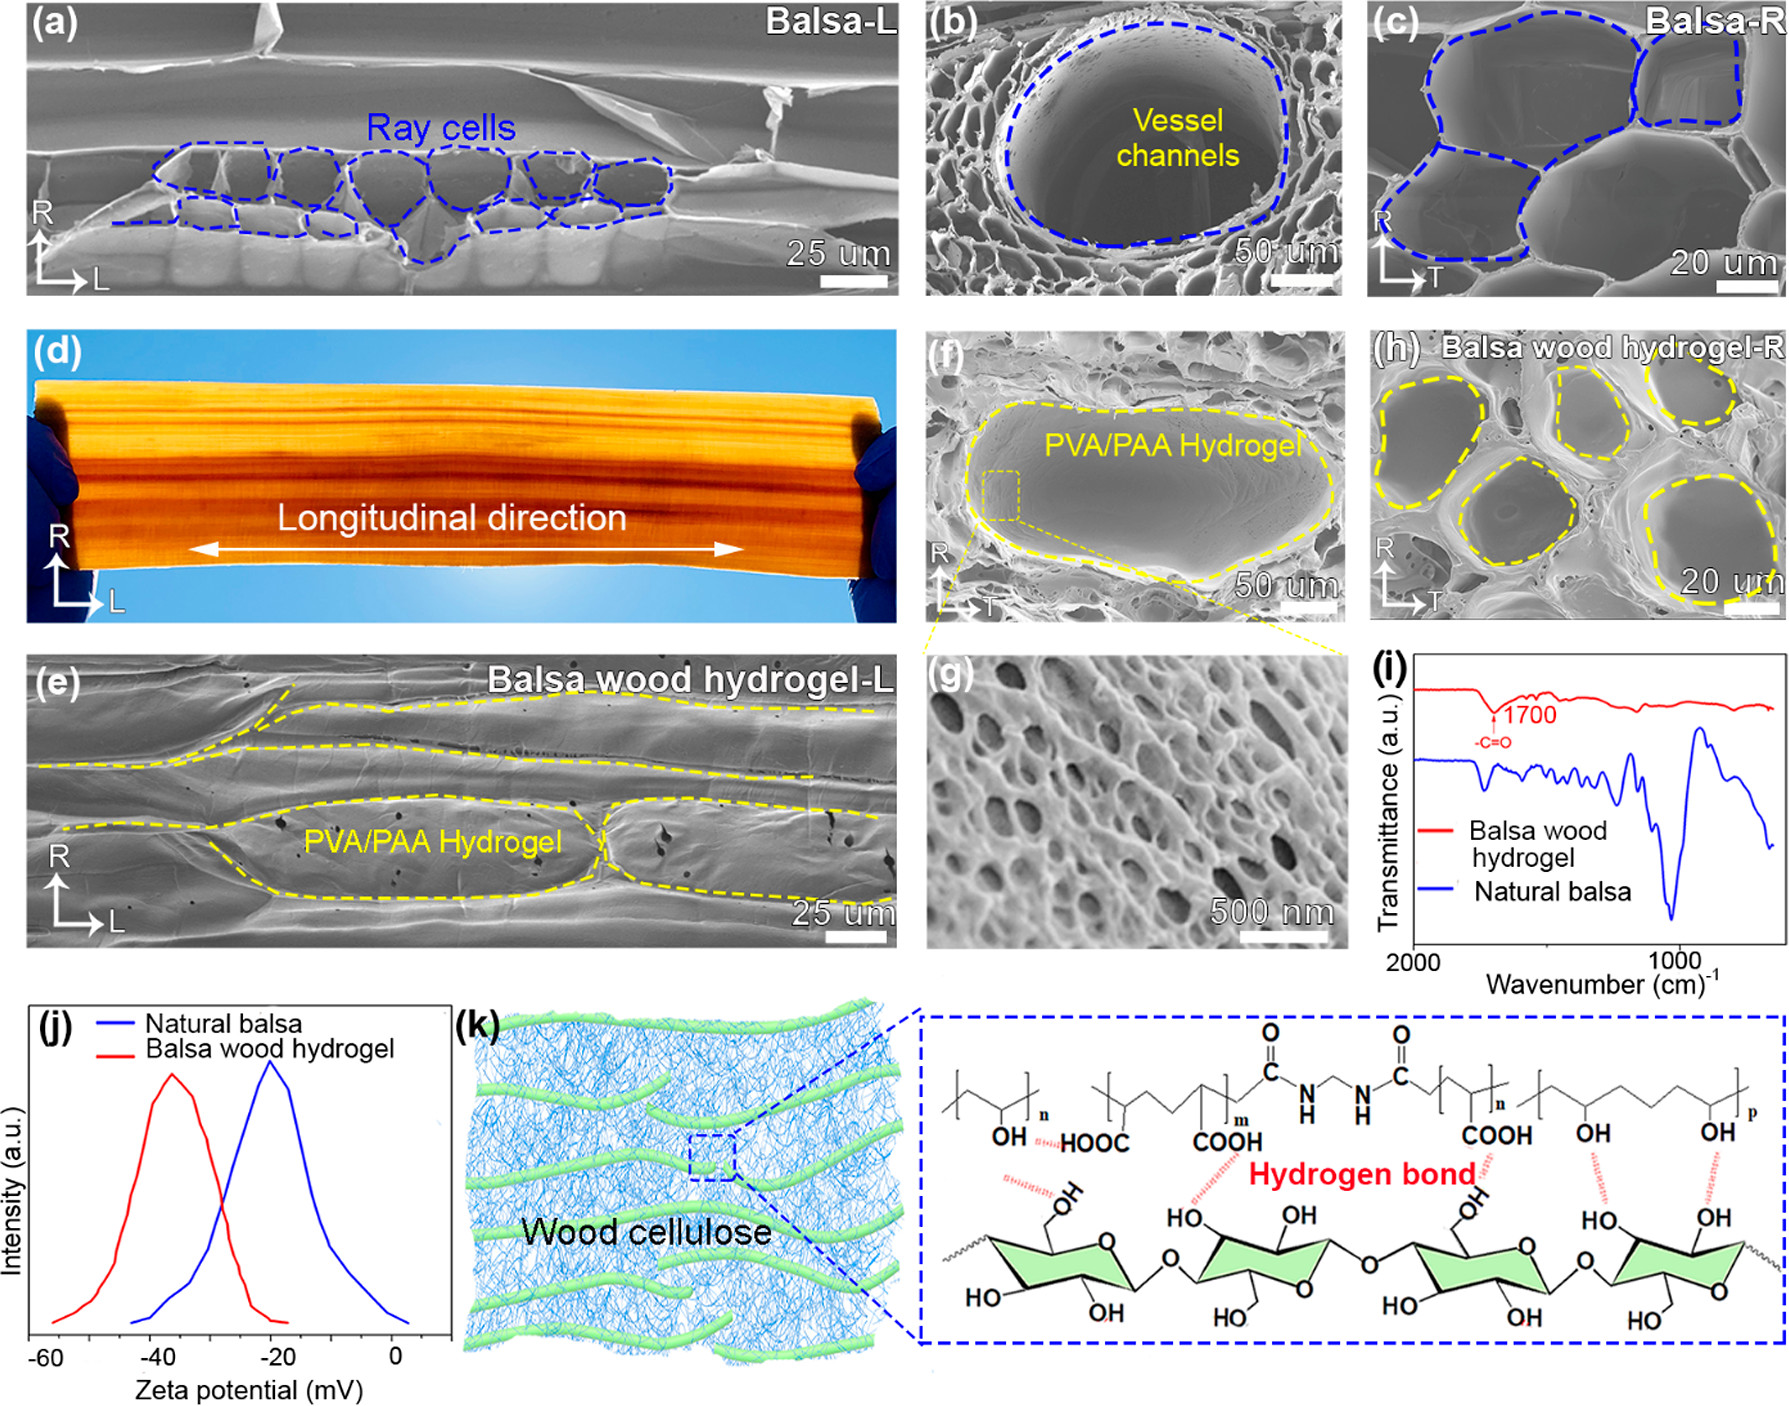 (a)
Balsa-L
Ray cells
R
L
25 um
(b)
Vessel
channels
50 um
(c)
Balsa-R
R
T
20 um
(d)
Longitudinal direction
R
L
(e)
Balsa wood hydrogel-L
PVA/PAA Hydrogel
R
L
25 um
(f)
PVA/PAA Hydrogel
R
T
50 um
(g)
500 nm
(h)
Balsa wood hydrogel-R
R
T
20 um
(i)
1700
-C=O
Balsa wood
hydrogel
Natural balsa
Transmittance (a.u.)
2000
1000
Wavenumber (cm)-1
(j)
Natural balsa
Balsa wood hydrogel
Intensity (a.u.)
-60
-40
-20
0
Zeta potential (mV)
(k)
Wood cellulose
O
O
C
N
H
N
H
C
n
m
n
p
OH
HOOC
COOH
COOH
OH
OH
Hydrogen bond
OH
HO
OH
OH
HO
OH
O
O
O
O
O
O
O
HO
OH
HO
HO
OH
HO